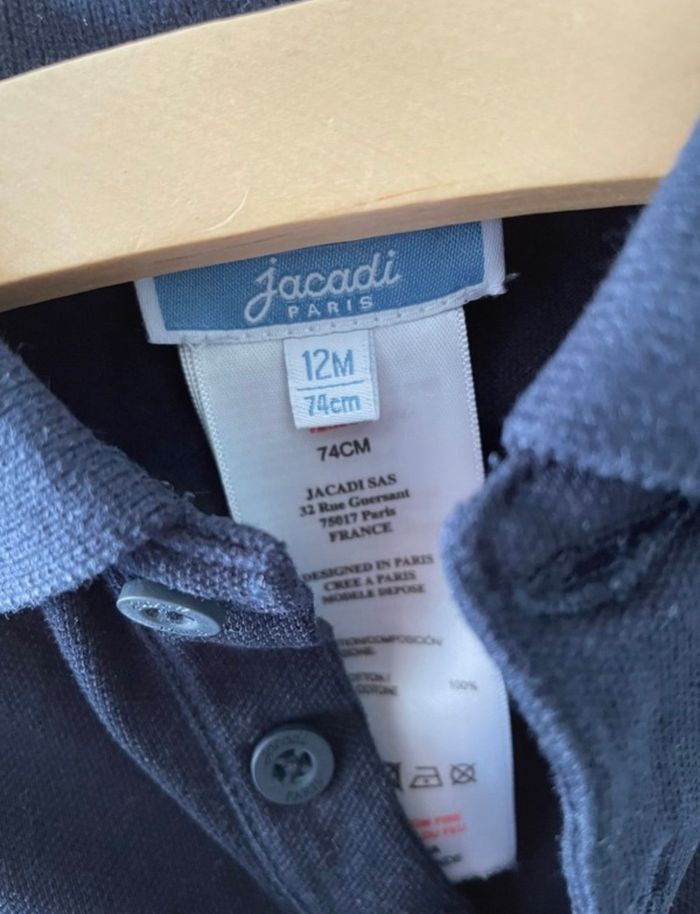 jacadi
PARIS
12M
74cm
74CM
JACADI SAS
32 Rue Guersant
75017 Paris
FRANCE
DESIGNED IN PARIS
CREE A PARIS
MODELE DEPOSE
100%